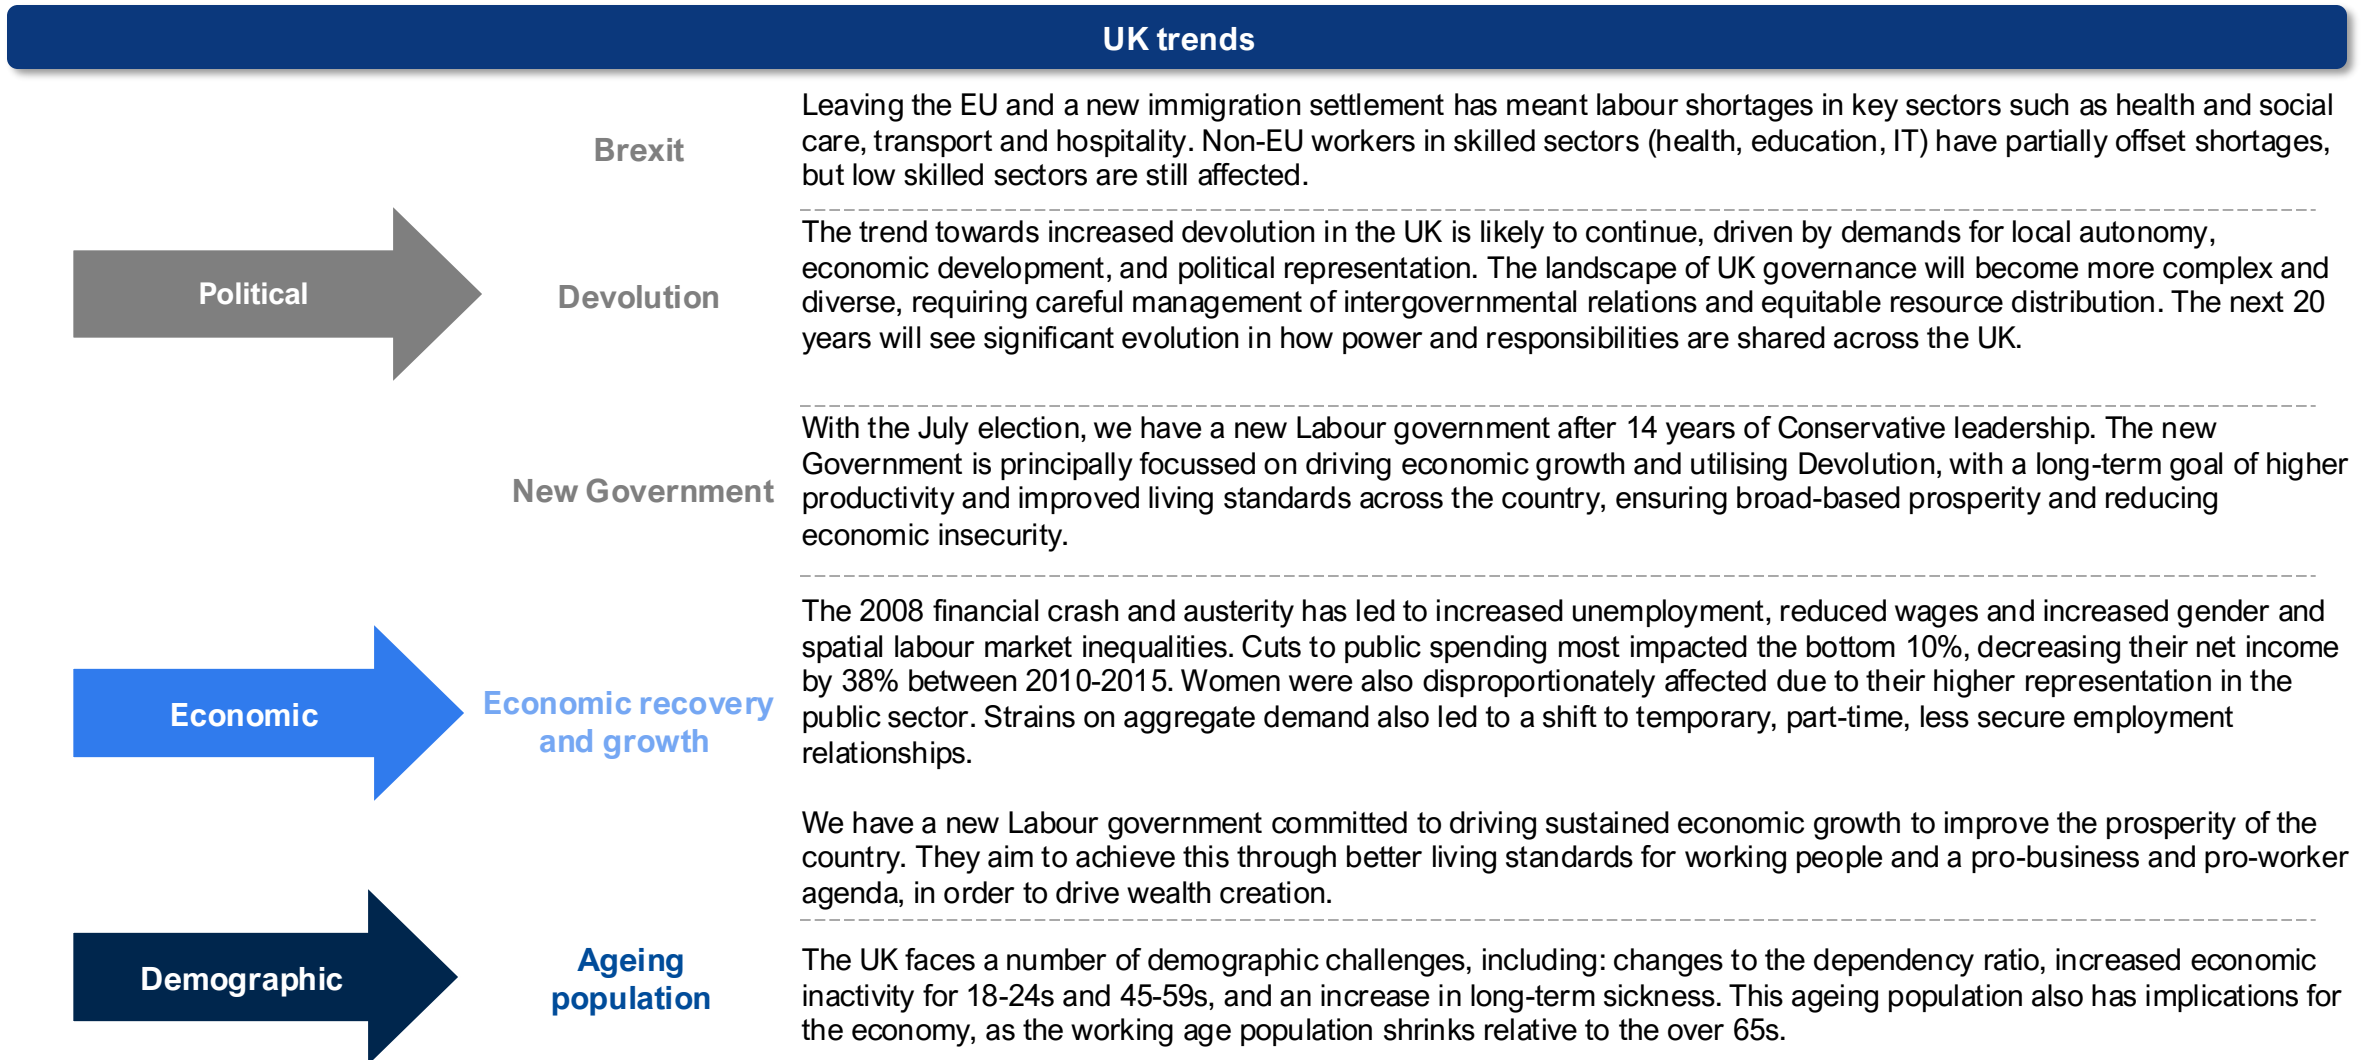 UK trends
Political
Brexit
Leaving the EU and a new immigration settlement has meant labour shortages in key sectors such as health and social
care, transport and hospitality. Non-EU workers in skilled sectors (health, education, IT) have partially offset shortages,
but low skilled sectors are still affected.
Devolution
The trend towards increased devolution in the UK is likely to continue, driven by demands for local autonomy,
economic development, and political representation. The landscape of UK governance will become more complex and
diverse, requiring careful management of intergovernmental relations and equitable resource distribution. The next 20
years will see significant evolution in how power and responsibilities are shared across the UK.
New Government
With the July election, we have a new Labour government after 14 years of Conservative leadership. The new
Government is principally focussed on driving economic growth and utilising Devolution, with a long-term goal of higher
productivity and improved living standards across the country, ensuring broad-based prosperity and reducing
economic insecurity.
Economic
Economic recovery
and growth
The 2008 financial crash and austerity has led to increased unemployment, reduced wages and increased gender and
spatial labour market inequalities. Cuts to public spending most impacted the bottom 10%, decreasing their net income
by 38% between 2010-2015. Women were also disproportionately affected due to their higher representation in the
public sector. Strains on aggregate demand also led to a shift to temporary, part-time, less secure employment
relationships.
We have a new Labour government committed to driving sustained economic growth to improve the prosperity of the
country. They aim to achieve this through better living standards for working people and a pro-business and pro-worker
agenda, in order to drive wealth creation.
Demographic
Ageing
population
The UK faces a number of demographic challenges, including: changes to the dependency ratio, increased economic
inactivity for 18-24s and 45-59s, and an increase in long-term sickness. This ageing population also has implications for
the economy, as the working age population shrinks relative to the over 65s.